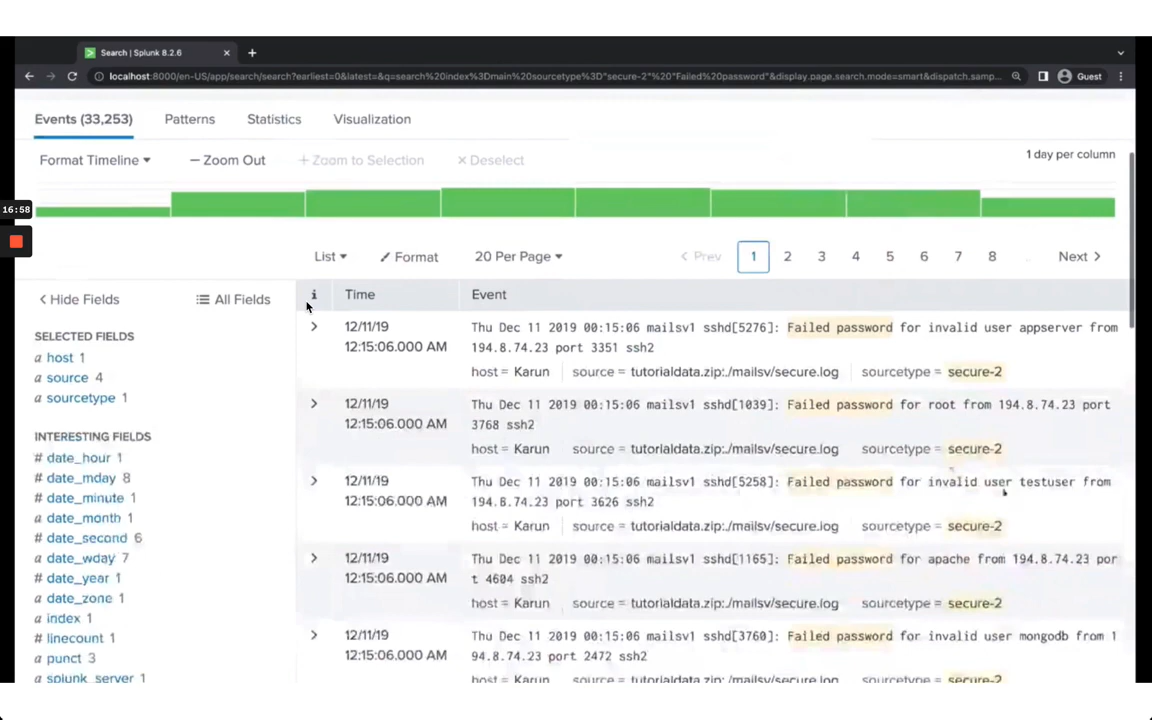 Search | Splunk 8.2.6
localhost:8000/en-US/app/search/search?earliest=0&latest=&q=search%20index%3Dmain%20sourcetype%3D"secure-2"%20"Failed%20password"&display.page.search.mode=smart&dispatch.samp...
Guest
Events (33,253) Patterns Statistics Visualization
Format Timeline Zoom Out + Zoom to Selection × Deselect
1 day per column
16:58
List Format 20 Per Page < Prev 1 2 3 4 5 6 7 8 Next >
< Hide Fields All Fields
SELECTED FIELDS
a host 1
a source 4
a sourcetype 1
INTERESTING FIELDS
# date_hour 1
# date_mday 8
# date_minute 1
a date_month 1
# date_second 6
a date_wday 7
# date_year 1
a date_zone 1
a index 1
# linecount 1
a punct 3
a splunk_server 1
i Time Event
12/11/19
12:15:06.000 AM
Thu Dec 11 2019 00:15:06 mailsv1 sshd[5276]: Failed password for invalid user appserver from
194.8.74.23 port 3351 ssh2
host = Karun source = tutorialdata.zip:./mailsv/secure.log sourcetype = secure-2
12/11/19
12:15:06.000 AM
Thu Dec 11 2019 00:15:06 mailsv1 sshd[1039]: Failed password for root from 194.8.74.23 port
3768 ssh2
host = Karun source = tutorialdata.zip:./mailsv/secure.log sourcetype = secure-2
12/11/19
12:15:06.000 AM
Thu Dec 11 2019 00:15:06 mailsv1 sshd[5258]: Failed password for invalid user testuser from
194.8.74.23 port 3626 ssh2
host = Karun source = tutorialdata.zip:./mailsv/secure.log sourcetype = secure-2
12/11/19
12:15:06.000 AM
Thu Dec 11 2019 00:15:06 mailsv1 sshd[1165]: Failed password for apache from 194.8.74.23 por
t 4604 ssh2
host = Karun source = tutorialdata.zip:./mailsv/secure.log sourcetype = secure-2
12/11/19
12:15:06.000 AM
Thu Dec 11 2019 00:15:06 mailsv1 sshd[3760]: Failed password for invalid user mongodb from 1
94.8.74.23 port 2472 ssh2
host = Karun source = tutorialdata.zip:./mailsv/secure.log sourcetype = secure-2